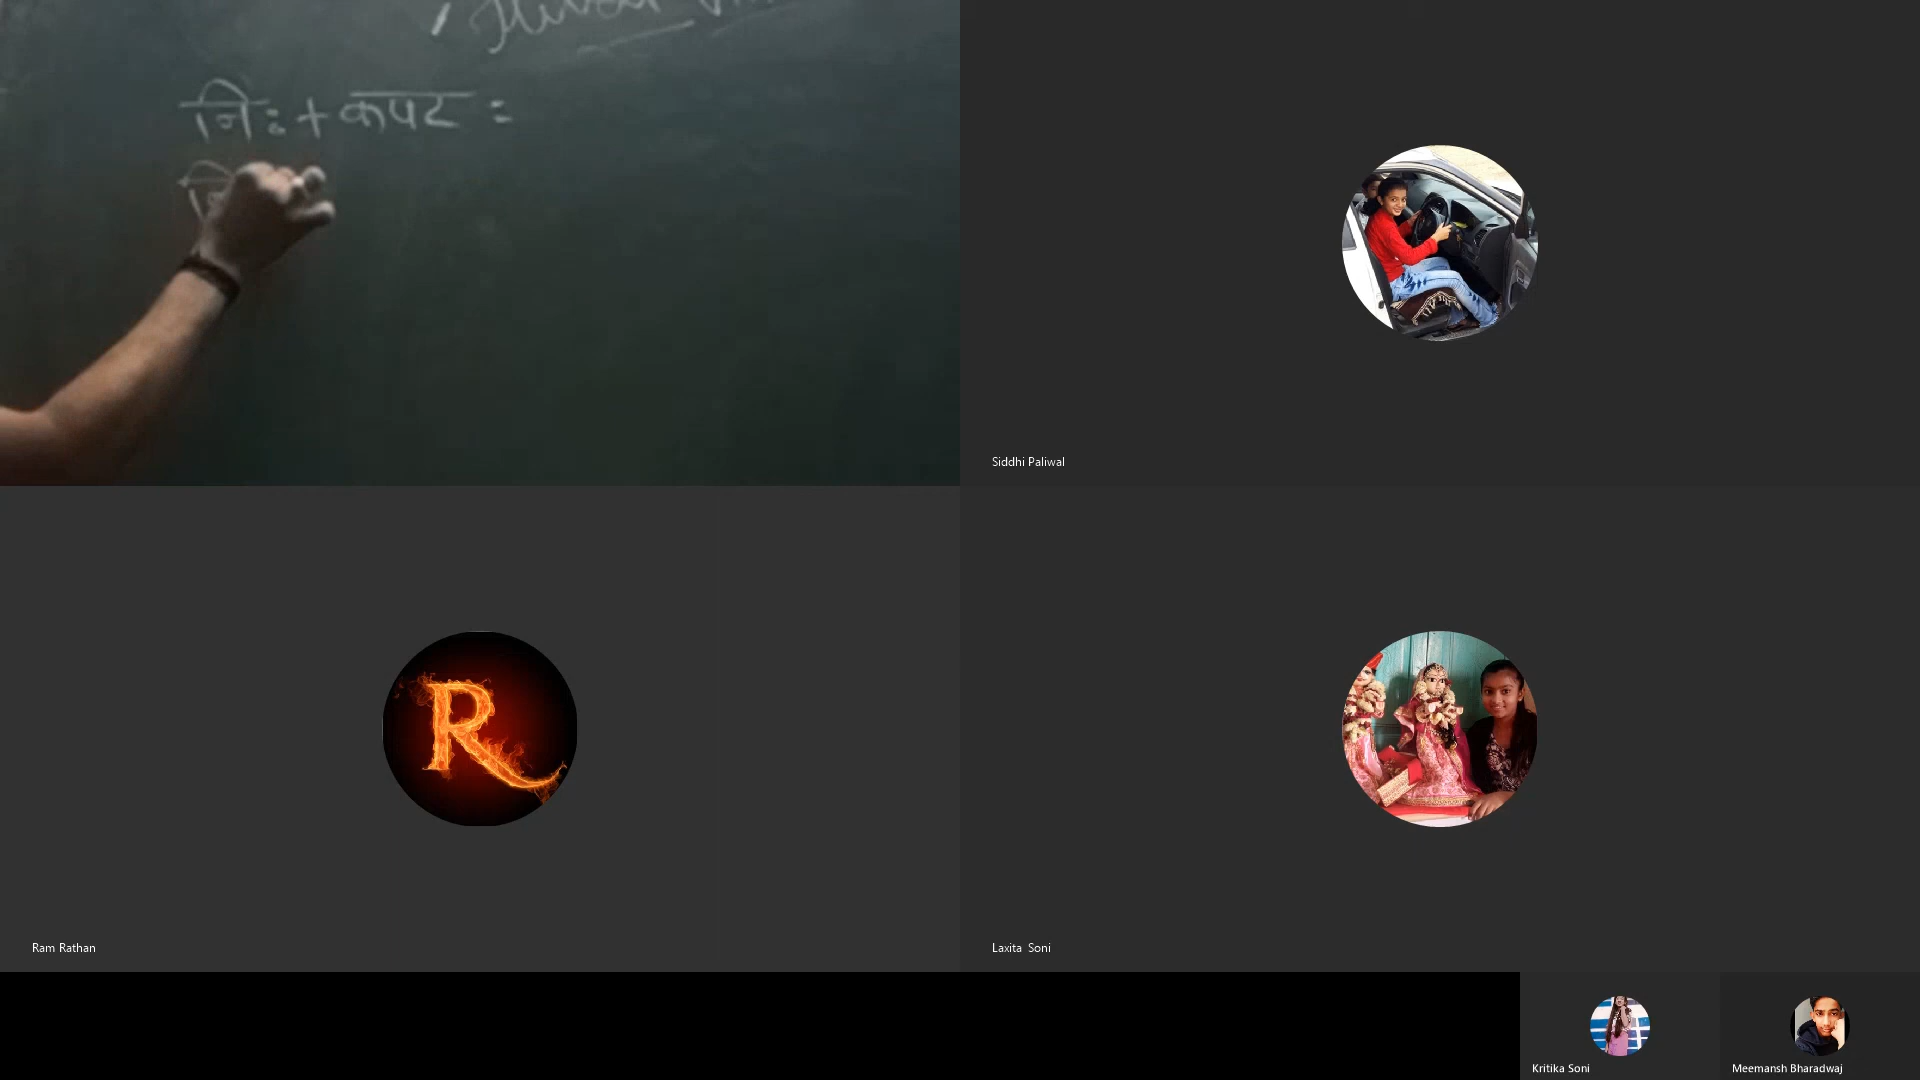 निः + कपट =
नि
Siddhi Paliwal
R
Ram Rathan
Laxita Soni
Kritika Soni
Meemansh Bharadwaj